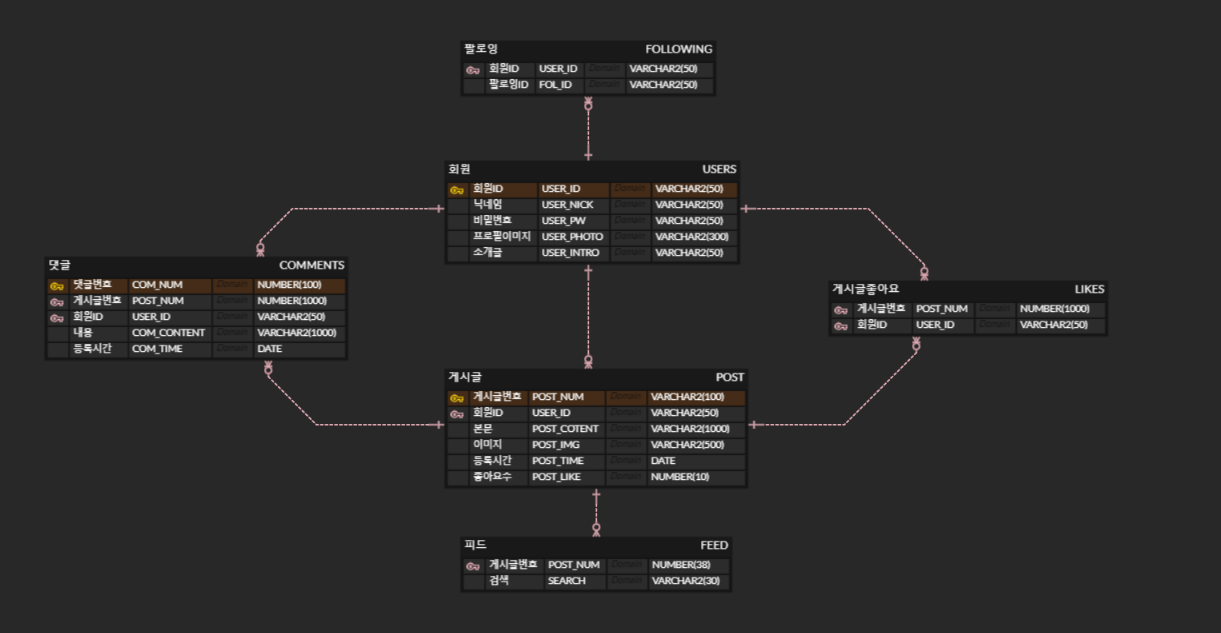 팔로잉 FOLLOWING
회원ID USER_ID Domain VARCHAR2(50)
팔로잉ID FOL_ID Domain VARCHAR2(50)
회원 USERS
회원ID USER_ID Domain VARCHAR2(50)
닉네임 USER_NICK Domain VARCHAR2(50)
비밀번호 USER_PW Domain VARCHAR2(50)
프로필이미지 USER_PHOTO Domain VARCHAR2(300)
소개글 USER_INTRO Domain VARCHAR2(50)
댓글 COMMENTS
댓글번호 COM_NUM Domain NUMBER(100)
게시글번호 POST_NUM Domain NUMBER(1000)
회원ID USER_ID Domain VARCHAR2(50)
내용 COM_CONTENT Domain VARCHAR2(1000)
등록시간 COM_TIME Domain DATE
게시글좋아요 LIKES
게시글번호 POST_NUM Domain NUMBER(1000)
회원ID USER_ID Domain VARCHAR2(50)
게시글 POST
게시글번호 POST_NUM Domain VARCHAR2(100)
회원ID USER_ID Domain VARCHAR2(50)
본문 POST_COTENT Domain VARCHAR2(1000)
이미지 POST_IMG Domain VARCHAR2(500)
등록시간 POST_TIME Domain DATE
좋아요수 POST_LIKE Domain NUMBER(10)
피드 FEED
게시글번호 POST_NUM Domain NUMBER(38)
검색 SEARCH Domain VARCHAR2(30)